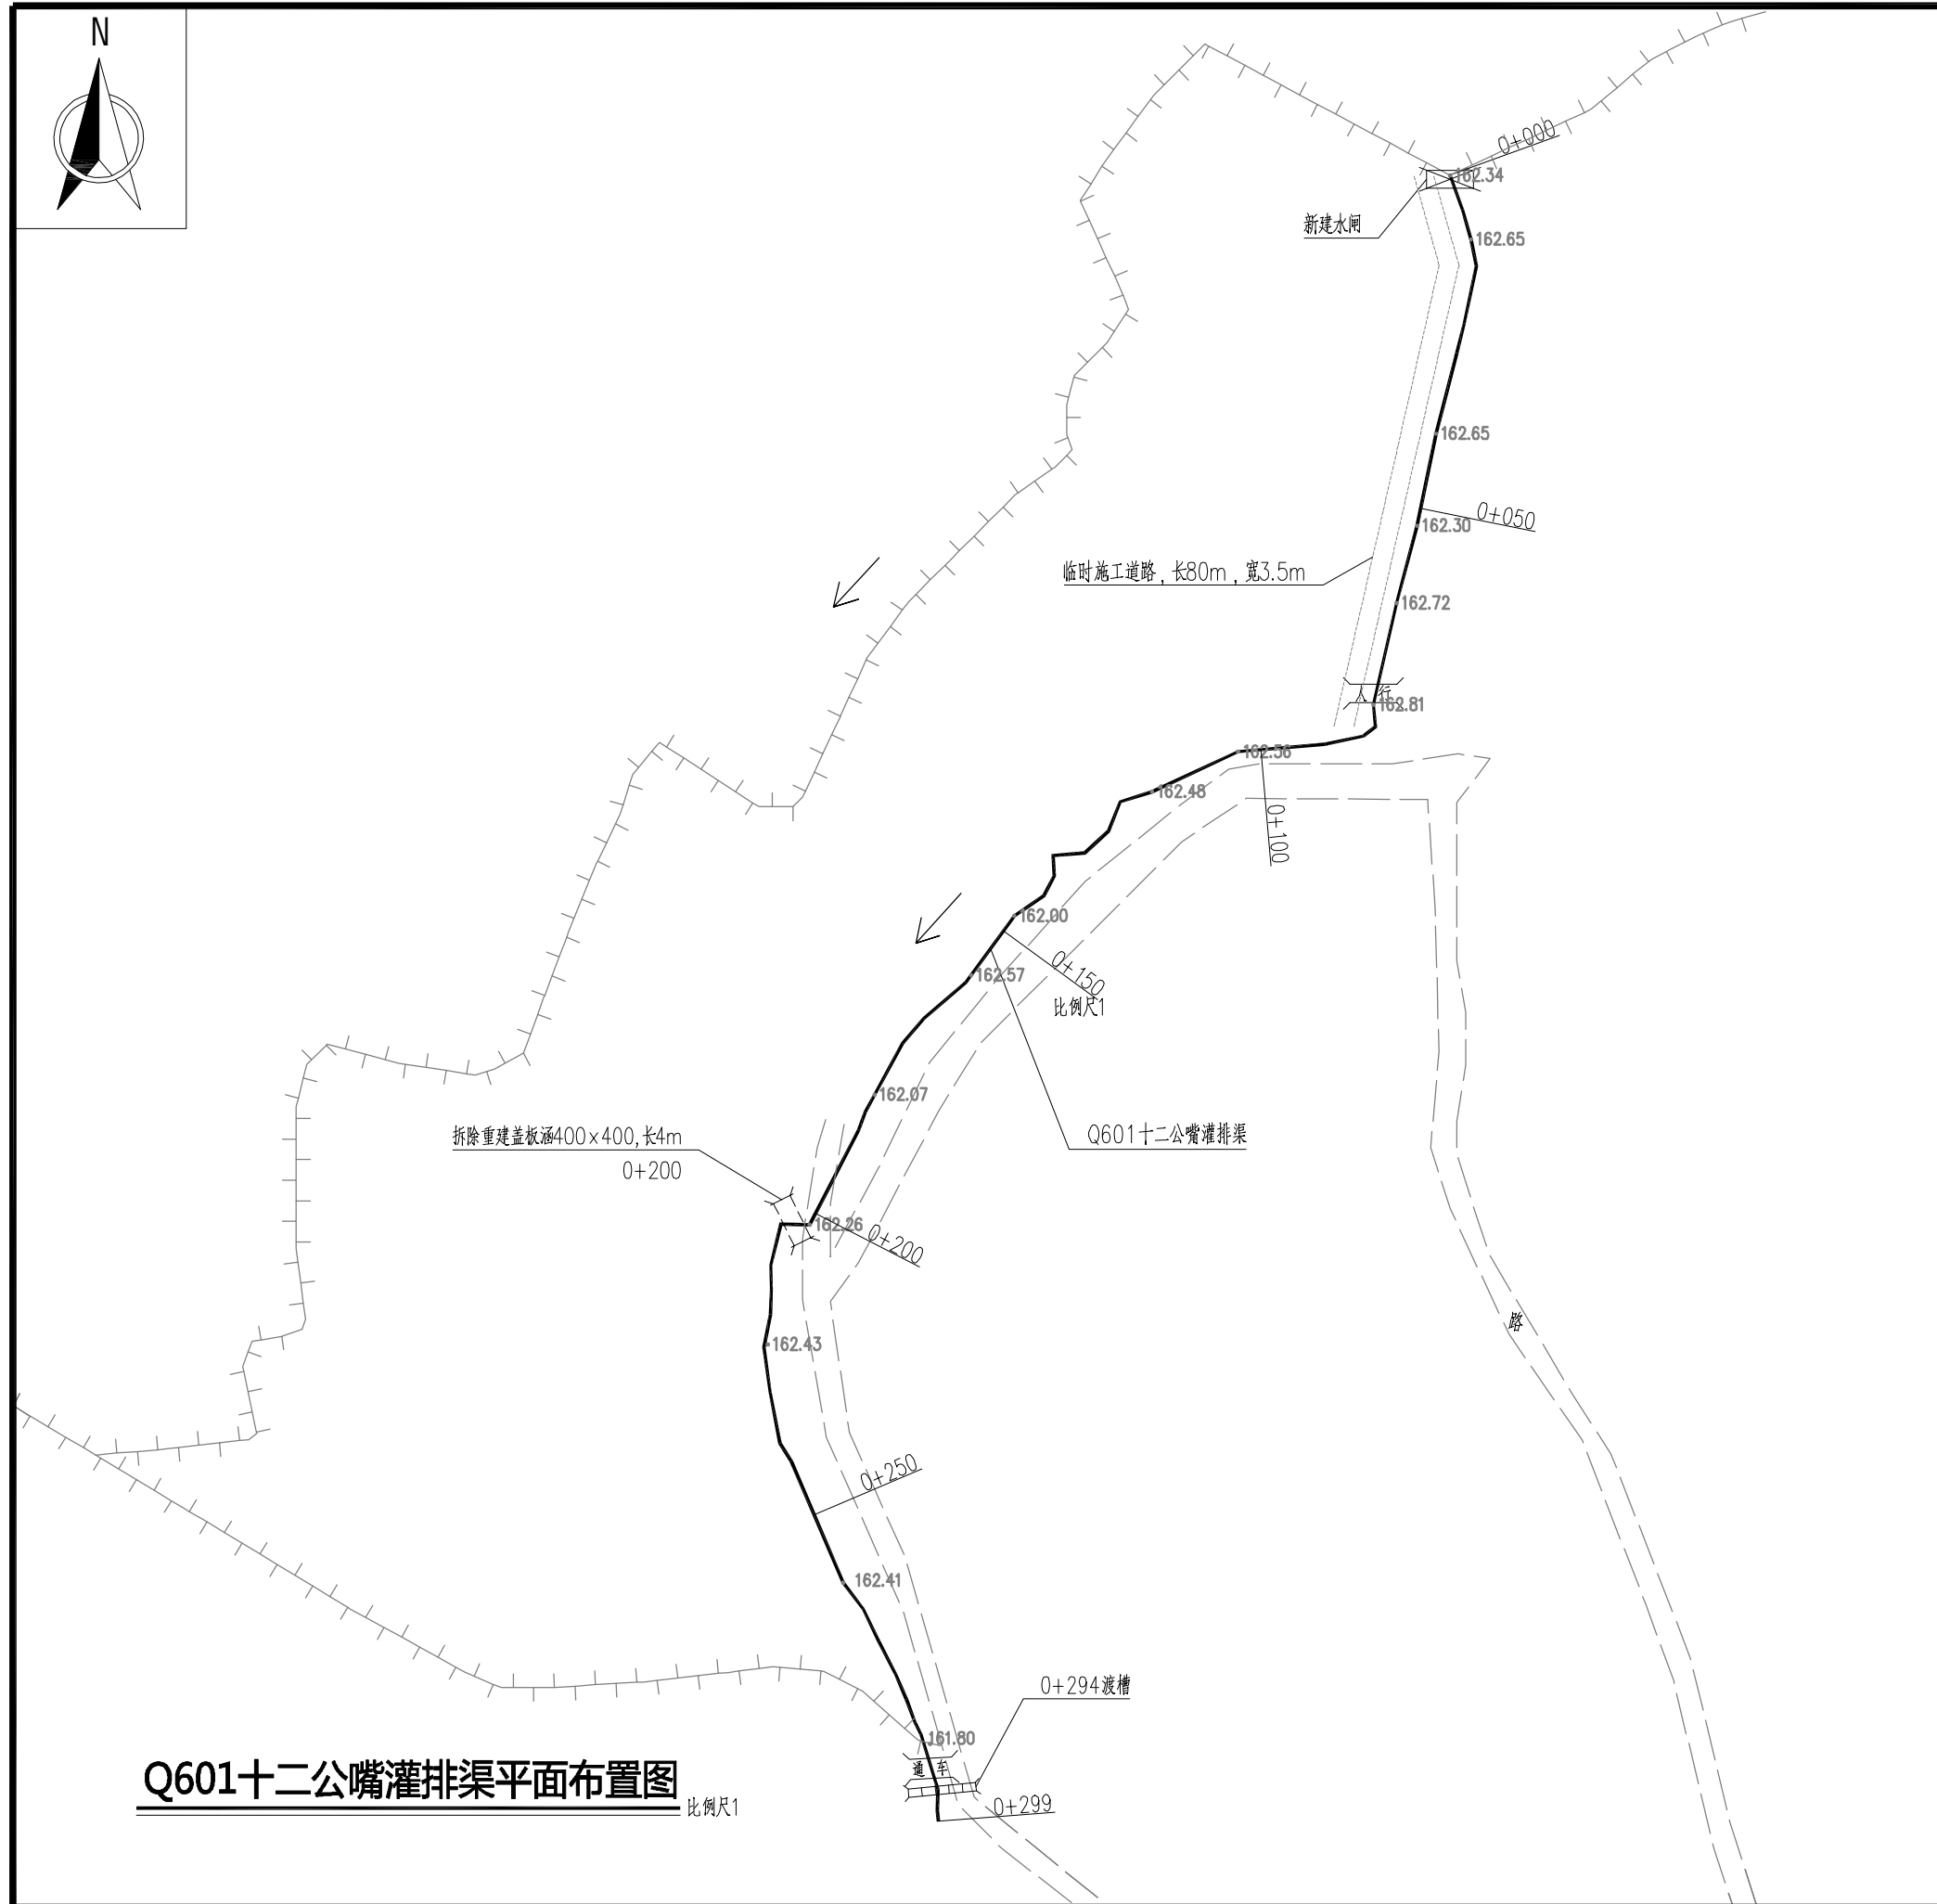 N
0+000
162.34
新建水闸
162.65
162.65
0+050
162.30
临时施工道路，长80m，宽3.5m
162.72
人 行
162.81
162.56
162.48
0+100
162.00
0+150
162.57
比例尺1
162.07
拆除重建盖板涵400×400,长4m
0+200
Q601十二公嘴灌排渠
162.26
0+200
路
162.43
0+250
162.41
0+294渡槽
161.80
通 车
Q601十二公嘴灌排渠平面布置图
比例尺1
0+299